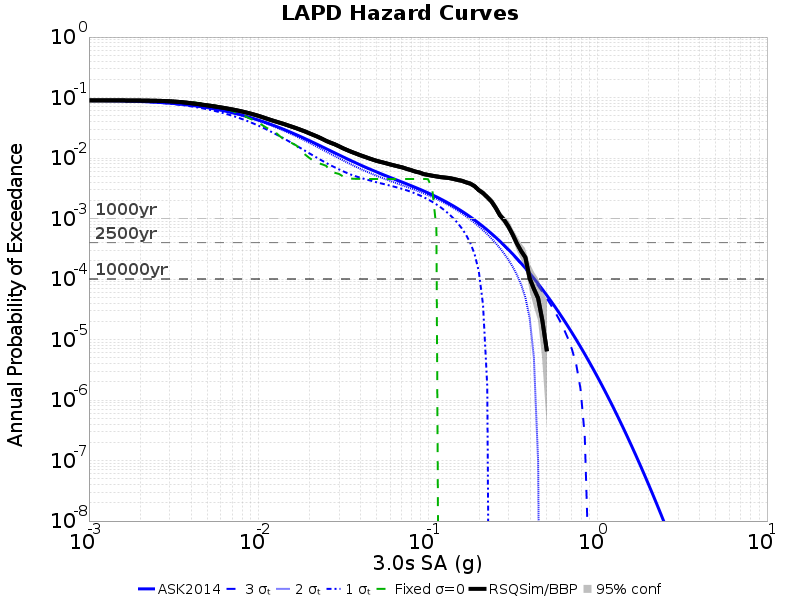 LAPD Hazard Curves
Annual Probability of Exceedance
10^0
10^-1
10^-2
10^-3
10^-4
10^-5
10^-6
10^-7
10^-8
1000yr
2500yr
10000yr
10^-3 10^-2 10^-1 10^0 10^1
3.0s SA (g)
ASK2014 3 σₜ 2 σₜ 1 σₜ Fixed σ=0 RSQSim/BBP 95% conf